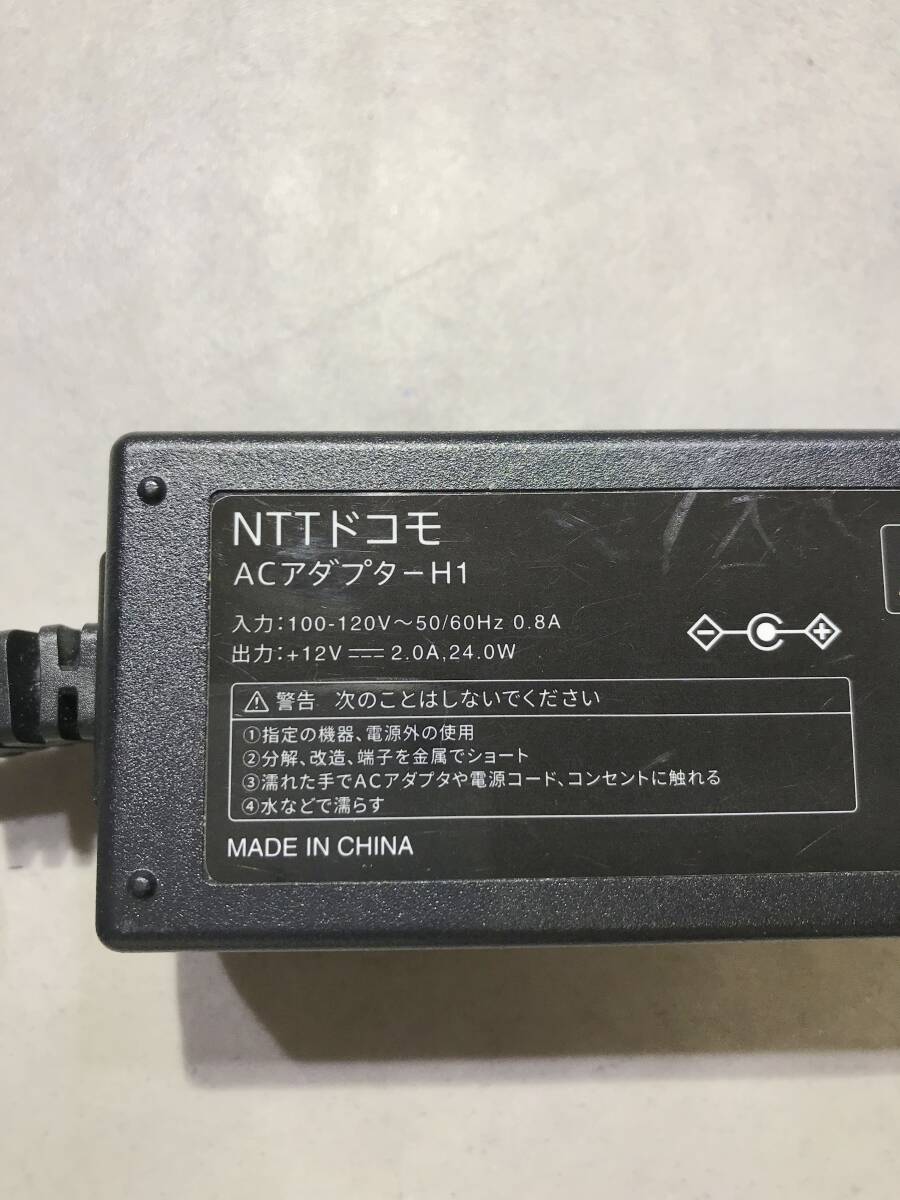 NTTドコモ
ACアダプターH1
入力:100-120V～50/60Hz 0.8A
出力:+12V⎓2.0A,24.0W
⚠警告 次のことはしないでください
①指定の機器、電源外の使用
②分解、改造、端子を金属でショート
③濡れた手でACアダプタや電源コード、コンセントに触れる
④水などで濡らす
MADE IN CHINA